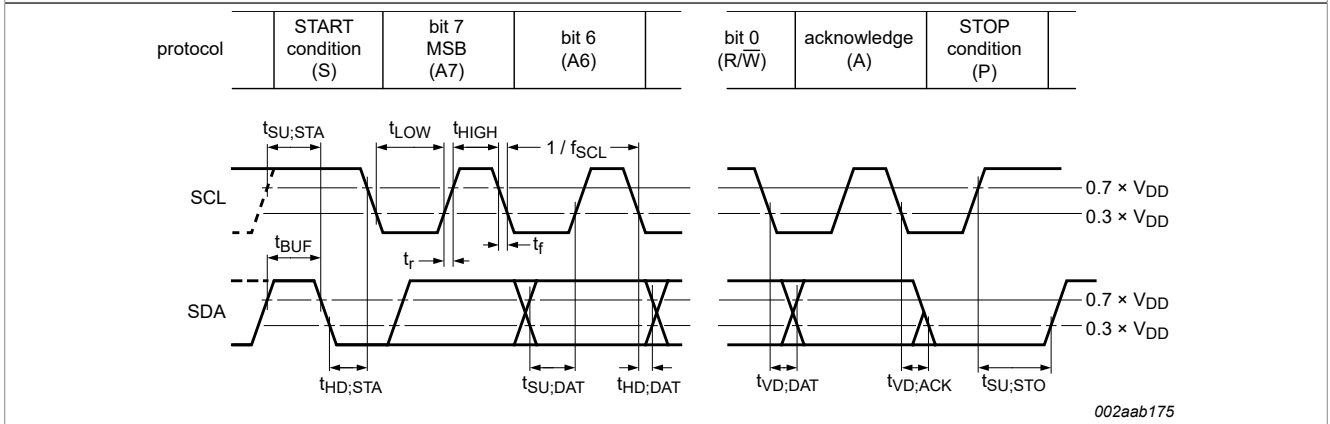 protocol
START
condition
(S)
bit 7
MSB
(A7)
bit 6
(A6)
bit 0
(R/W̅)
acknowledge
(A)
STOP
condition
(P)
tSU;STA
tLOW
tHIGH
1 / fSCL
SCL
0.7 × VDD
0.3 × VDD
tBUF
tr
tf
SDA
0.7 × VDD
0.3 × VDD
tHD;STA
tSU;DAT
tHD;DAT
tVD;DAT
tVD;ACK
tSU;STO
002aab175